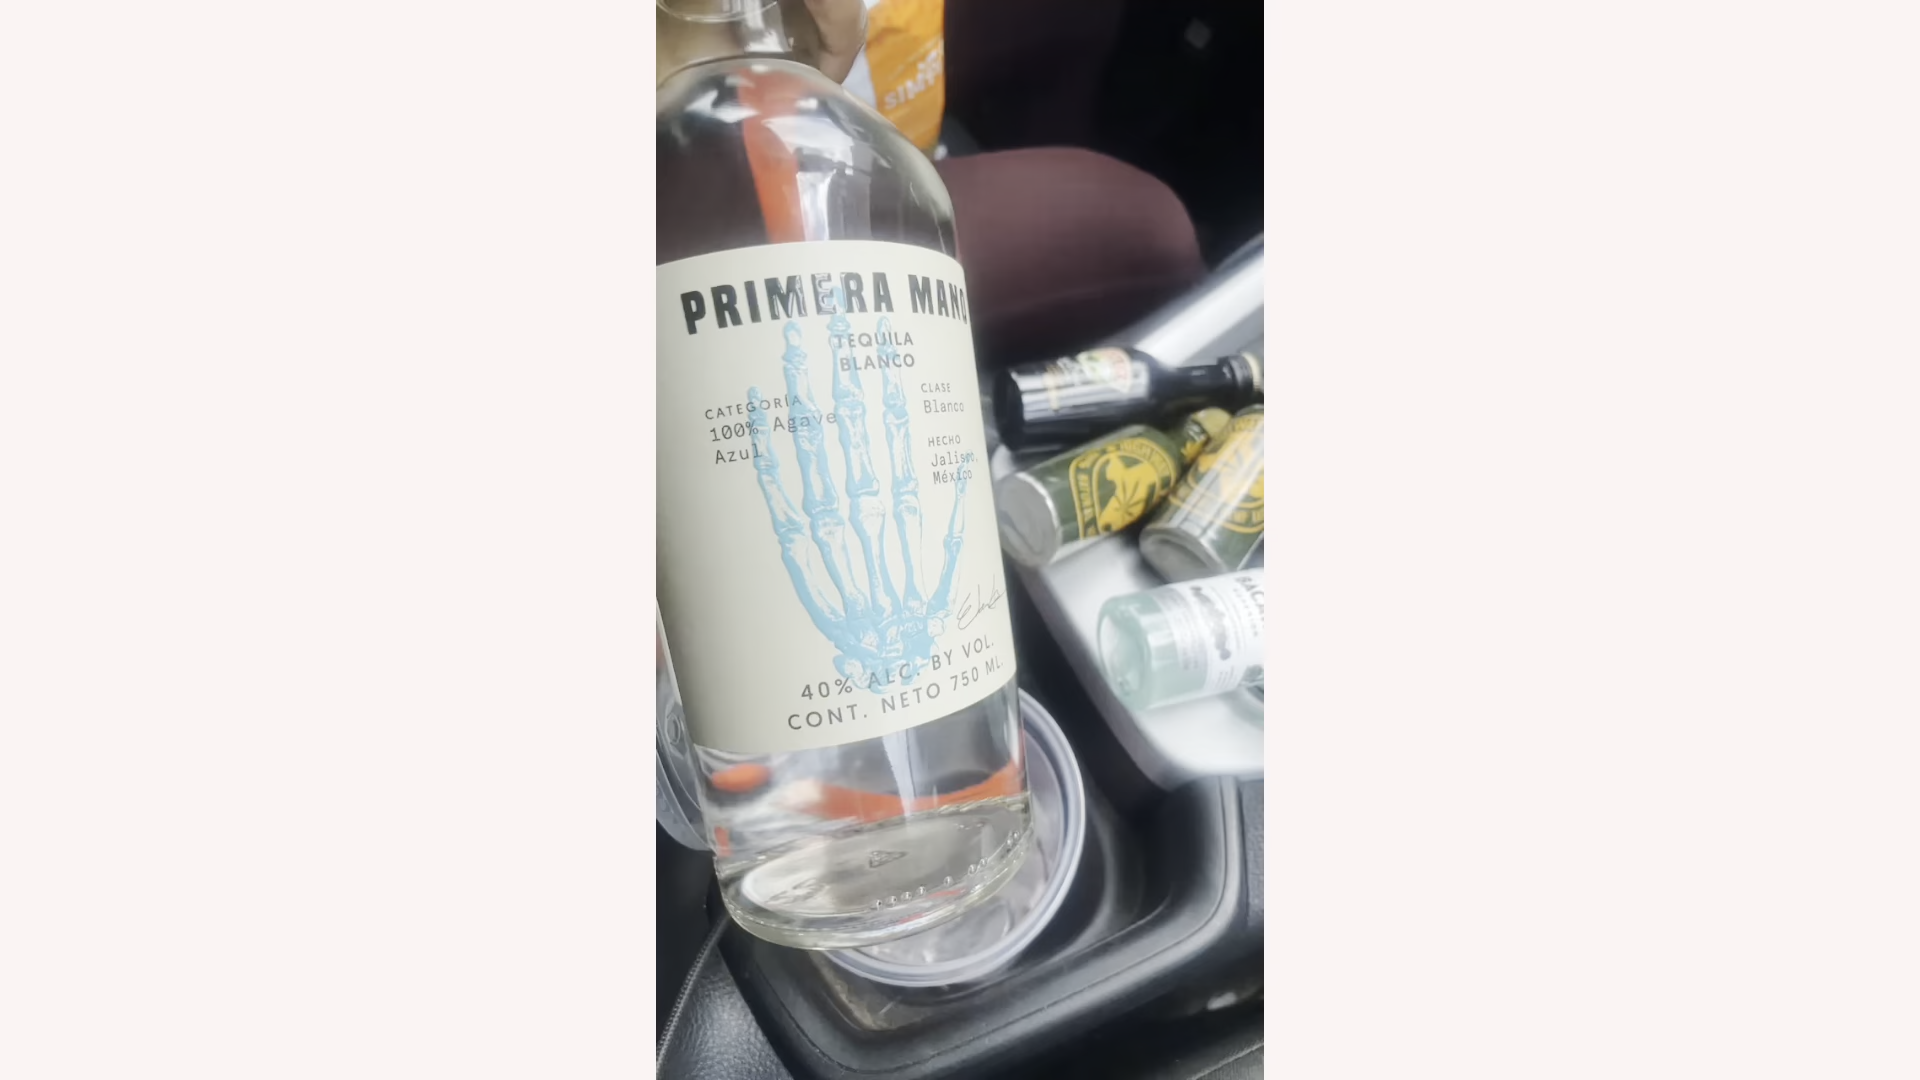 PRIMERA MANO
TEQUILA
BLANCO
CATEGORÍA
100% Agave
Azul
CLASE
Blanco
HECHO
Jalisco,
México
40% ALC. BY VOL.
CONT. NETO 750 ML.